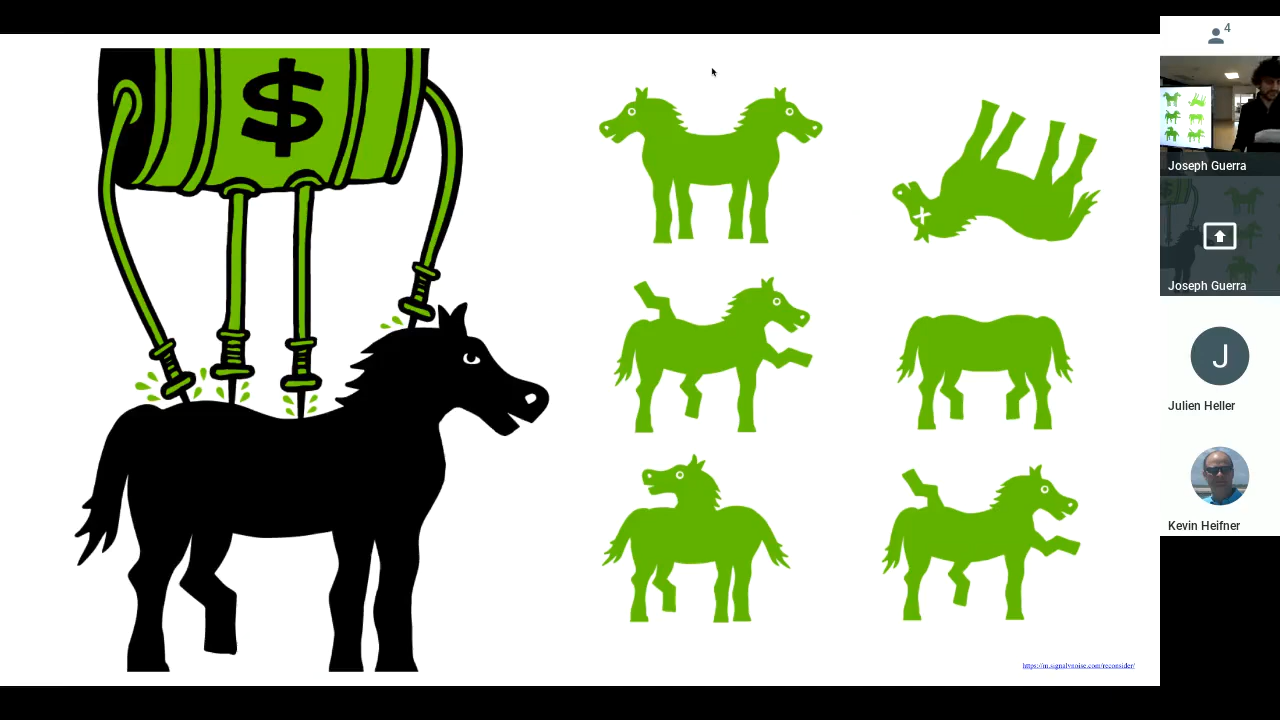 $
4
Joseph Guerra
Joseph Guerra
J
Julien Heller
Kevin Heifner
https://m.signalvnoise.com/reconsider/